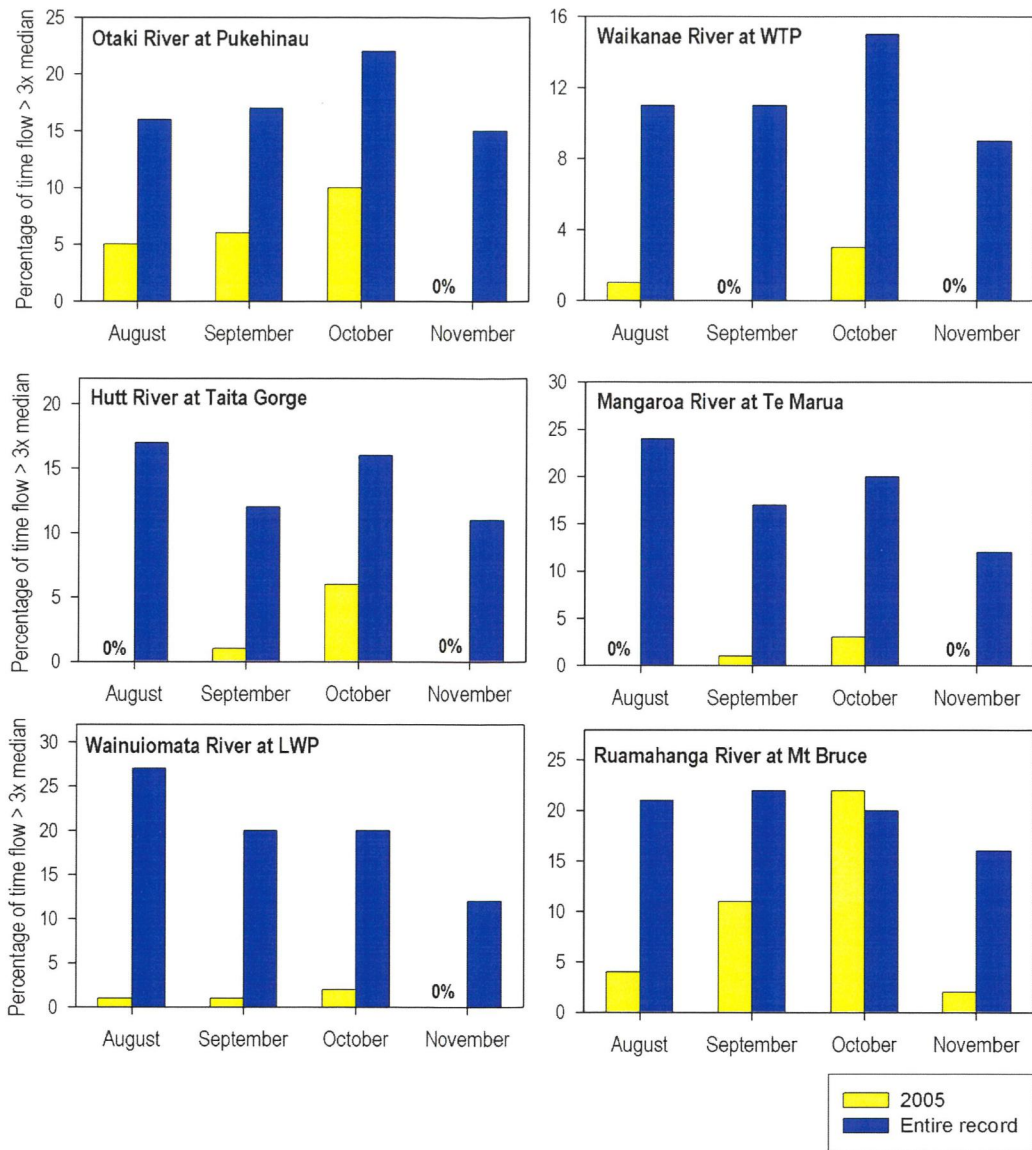 Otaki River at Pukehinau
Percentage of time flow > 3x median
25
20
15
10
5
0
0%
August September October November
Waikanae River at WTP
16
12
8
4
0
0% 0%
August September October November
Hutt River at Taita Gorge
Percentage of time flow > 3x median
20
15
10
5
0
0% 0%
August September October November
Mangaroa River at Te Marua
30
25
20
15
10
5
0
0% 0%
August September October November
Wainuiomata River at LWP
Percentage of time flow > 3x median
30
25
20
15
10
5
0
0%
August September October November
Ruamahanga River at Mt Bruce
25
20
15
10
5
0
August September October November
2005
Entire record